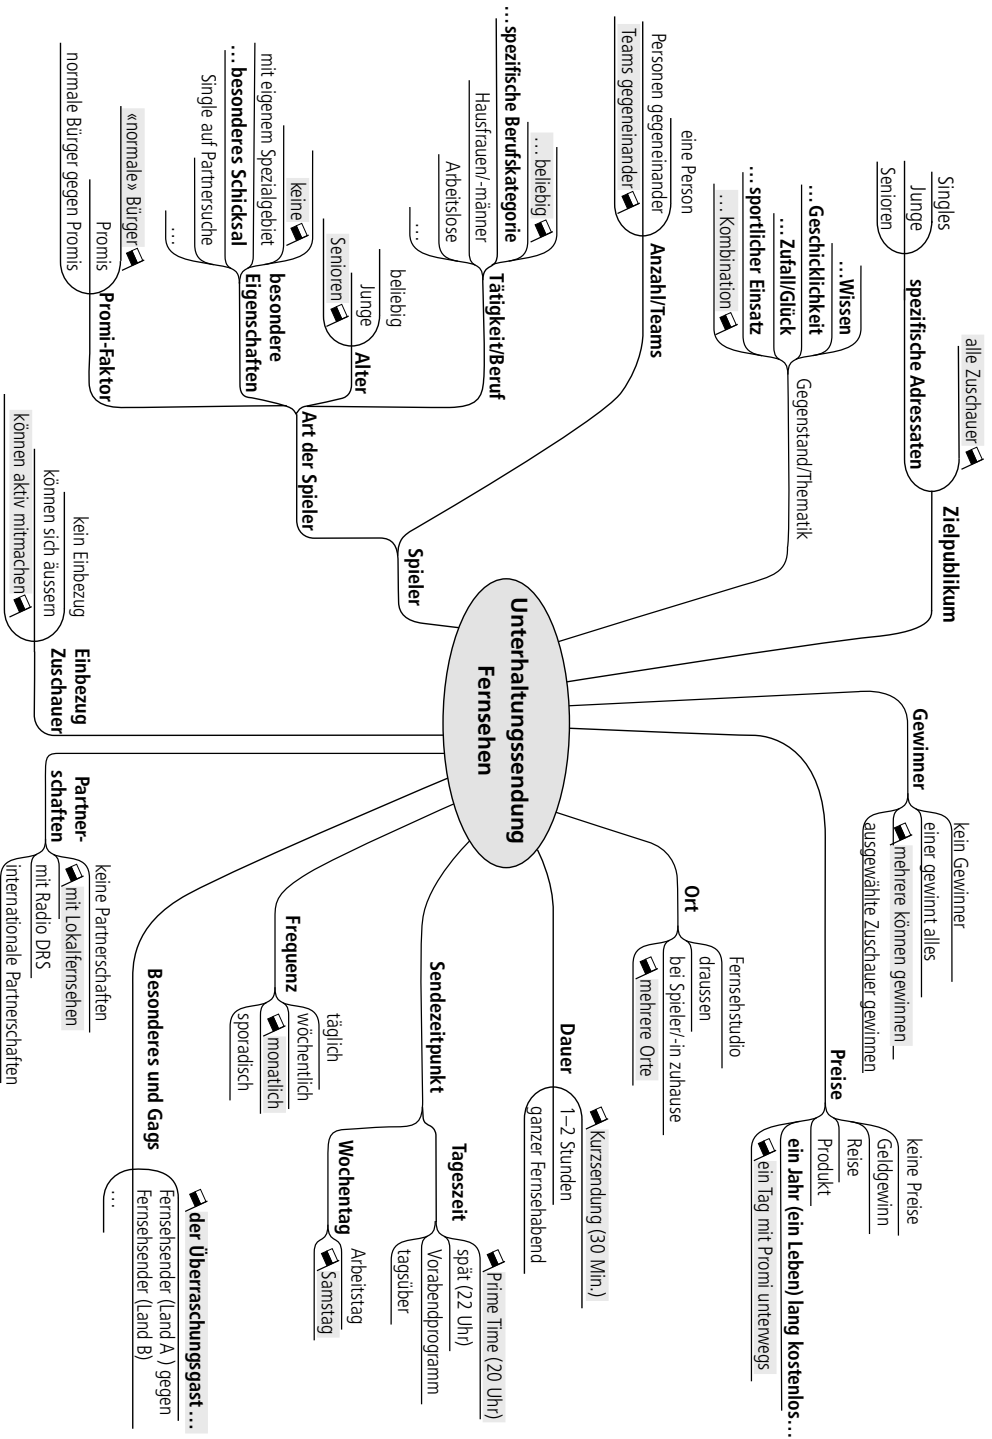 Unterhaltungssendung
Fernsehen
Zielpublikum
alle Zuschauer
spezifische Adressaten
Singles
Junge
Senioren
Gegenstand/Thematik
…Wissen
…Geschicklichkeit
…Zufall/Glück
…sportlicher Einsatz
… Kombination
Spieler
Anzahl/Teams
eine Person
Personen gegeneinander
Teams gegeneinander
Art der Spieler
Tätigkeit/Beruf
… beliebig
…spezifische Berufskategorie
Hausfrauen/-männer
Arbeitslose
…
Alter
beliebig
Junge
Senioren
besondere
Eigenschaften
keine
mit eigenem Spezialgebiet
…besonderes Schicksal
Single auf Partnersuche
…
Promi-Faktor
«normale» Bürger
Promis
normale Bürger gegen Promis
Einbezug
Zuschauer
kein Einbezug
können sich äussern
können aktiv mitmachen
Gewinner
kein Gewinner
einer gewinnt alles
mehrere können gewinnen
ausgewählte Zuschauer gewinnen
Preise
keine Preise
Geldgewinn
Reise
Produkt
ein Jahr (ein Leben) lang kostenlos…
ein Tag mit Promi unterwegs
Ort
Fernsehstudio
draussen
bei Spieler/-in zuhause
mehrere Orte
Dauer
Kurzsendung (30 Min.)
1–2 Stunden
ganzer Fernsehabend
Sendezeitpunkt
Tageszeit
Prime Time (20 Uhr)
spät (22 Uhr)
Vorabendprogramm
tagsüber
Wochentag
Arbeitstag
Samstag
Frequenz
täglich
wöchentlich
monatlich
sporadisch
Besonderes und Gags
der Überraschungsgast…
Fernsehsender (Land A ) gegen
Fernsehsender (Land B)
…
Partner-
schaften
keine Partnerschaften
mit Lokalfernsehen
mit Radio DRS
internationale Partnerschaften